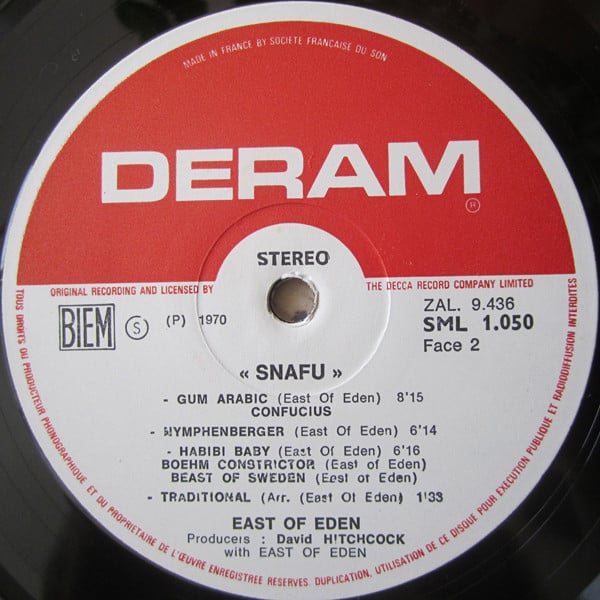 MADE IN FRANCE BY SOCIETE FRANCAISE DU SON
DERAM
®
STEREO
ORIGINAL RECORDING AND LICENSED BY THE DECCA RECORD COMPANY LIMITED
BIEM S (P) 1970
ZAL. 9.436
SML 1.050
Face 2
« SNAFU »
- GUM ARABIC (East Of Eden) 8'15
CONFUCIUS
- NYMPHENBERGER (East Of Eden) 6'14
- HABIBI BABY (East Of Eden) 6'16
BOEHM CONSTRICTOR (East of Eden)
BEAST OF SWEDEN (East of Eden)
- TRADITIONAL (Arr. (East Of Eden) 1'33
EAST OF EDEN
Producers : David HITCHCOCK
with EAST OF EDEN
TOUS DROITS DU PRODUCTEUR PHONOGRAPHIQUE ET DU PROPRIETAIRE DE L'ŒUVRE ENREGISTREE RESERVES. DUPLICATION, UTILISATION DE CE DISQUE POUR EXECUTION PUBLIQUE ET RADIODIFFUSION INTERDITES